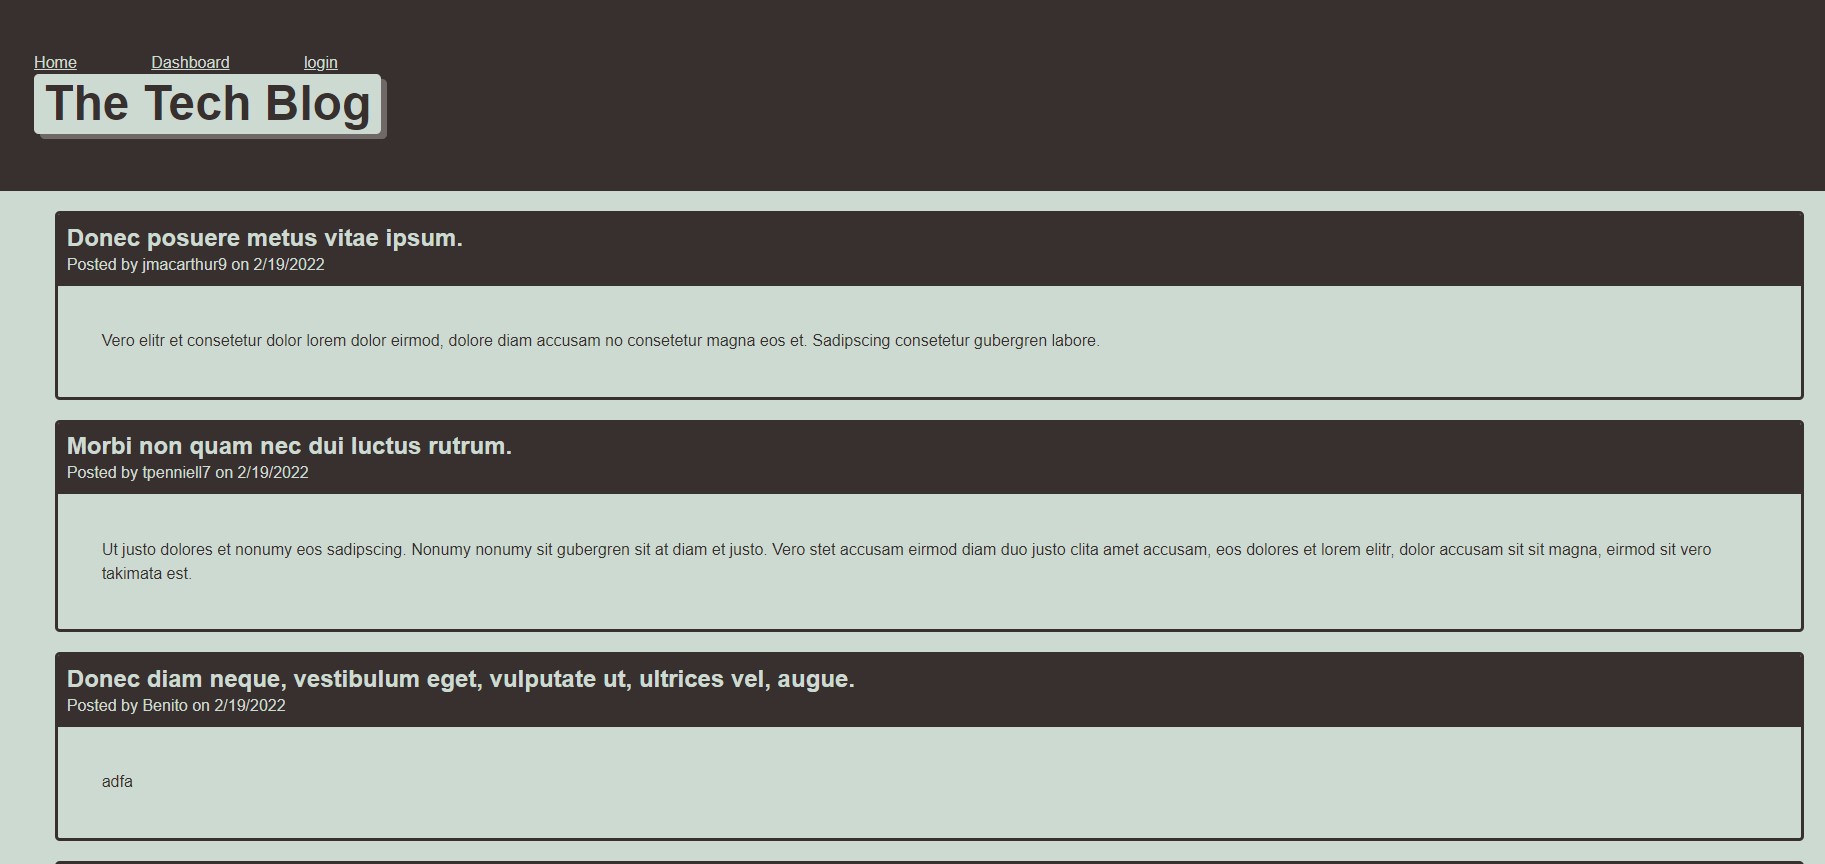 Home Dashboard login
The Tech Blog
Donec posuere metus vitae ipsum.
Posted by jmacarthur9 on 2/19/2022
Vero elitr et consetetur dolor lorem dolor eirmod, dolore diam accusam no consetetur magna eos et. Sadipscing consetetur gubergren labore.
Morbi non quam nec dui luctus rutrum.
Posted by tpenniell7 on 2/19/2022
Ut justo dolores et nonumy eos sadipscing. Nonumy nonumy sit gubergren sit at diam et justo. Vero stet accusam eirmod diam duo justo clita amet accusam, eos dolores et lorem elitr, dolor accusam sit sit magna, eirmod sit vero
takimata est.
Donec diam neque, vestibulum eget, vulputate ut, ultrices vel, augue.
Posted by Benito on 2/19/2022
adfa